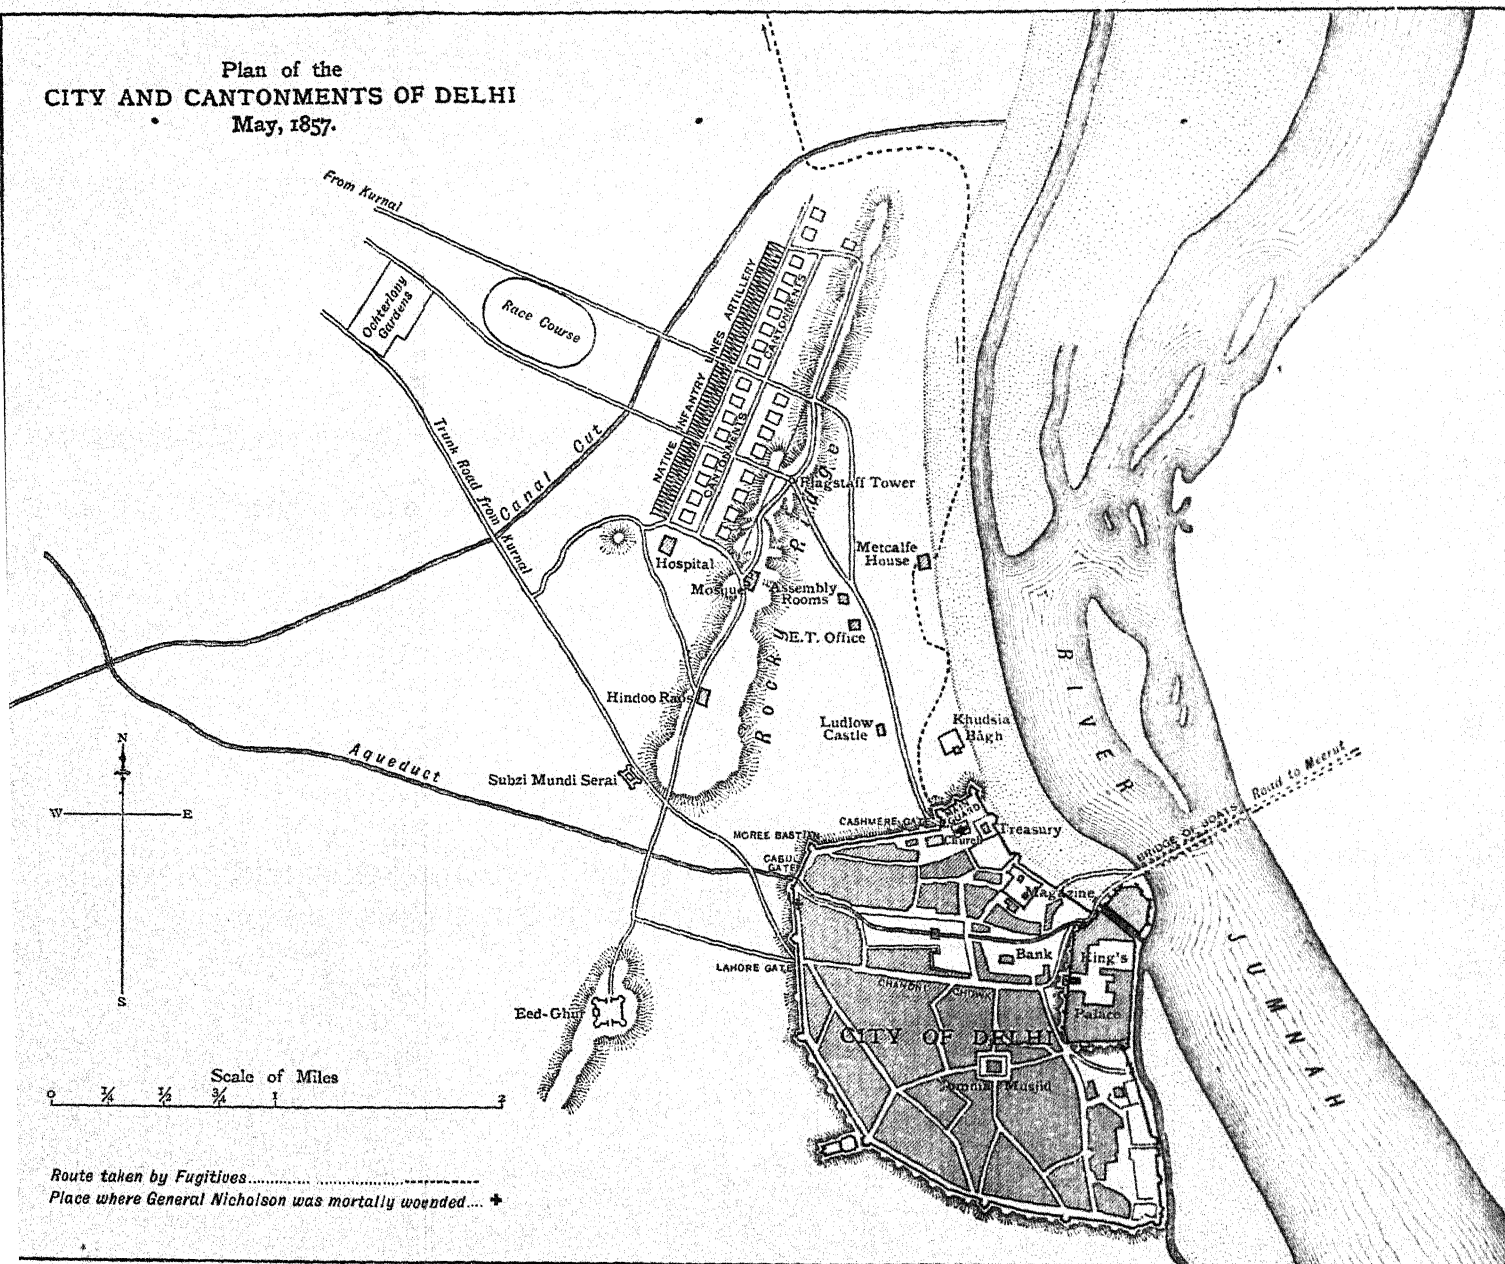 Plan of the
CITY AND CANTONMENTS OF DELHI
May, 1857.
From Kurnal
Ochterlony
Gardens
Race Course
NATIVE INFANTRY LINES ARTILLERY
CANTONMENTS
CANTONMENTS
Trunk Road from Kurnal
Canal Cut
Flagstaff Tower
Rocky Ridge
Metcalfe
House
Hospital
Mosque
Assembly
Rooms
E.T. Office
Hindoo Raos
Ludlow
Castle
Khudsia
Bagh
N
W
E
S
Aqueduct
Subzi Mundi Serai
RIVER
Road to Meerut
BRIDGE OF BOATS
CASHMERE GATE
MAIN
GUARD
Treasury
Church
MOREE BASTIAN
CABUL
GATE
Magazine
LAHORE GATE
Bank
King's
Palace
CHANDNI CHONK
JUMNAH
Eed-Ghu
CITY OF DELHI
Musjid
Scale of Miles
0 1/4 1/2 3/4 1 2
Route taken by Fugitives
Place where General Nicholson was mortally wounded....